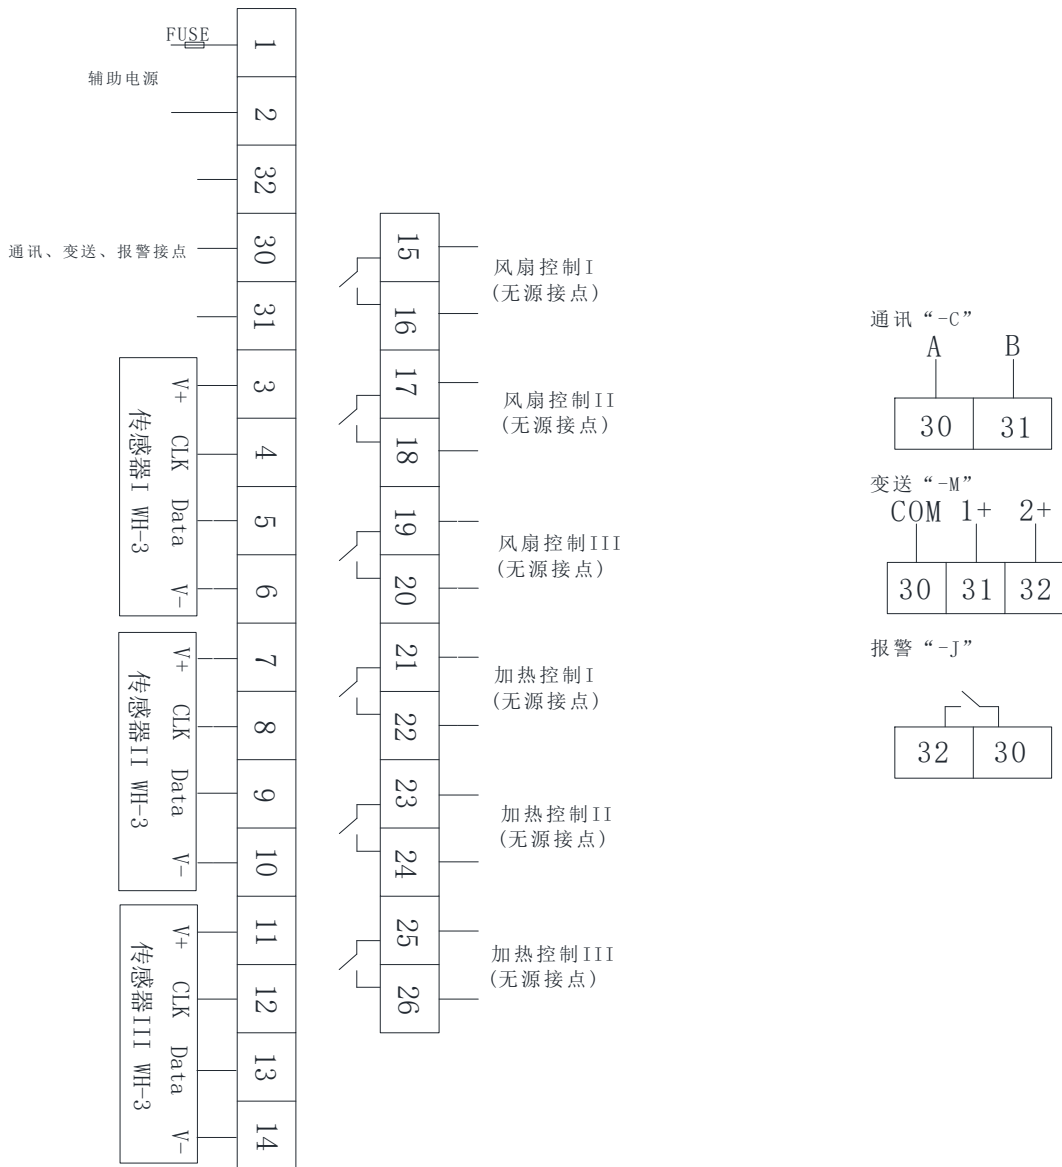 FUSE
辅助电源
通讯、变送、报警接点
1
2
32
30
31
3
4
5
6
7
8
9
10
11
12
13
14
V+ CLK Data V-
传感器I WH-3
V+ CLK Data V-
传感器II WH-3
V+ CLK Data V-
传感器III WH-3
15
16
17
18
19
20
21
22
23
24
25
26
风扇控制I
(无源接点)
风扇控制II
(无源接点)
风扇控制III
(无源接点)
加热控制I
(无源接点)
加热控制II
(无源接点)
加热控制III
(无源接点)
通讯“-C”
A B
30 31
变送“-M”
COM 1+ 2+
30 31 32
报警“-J”
32 30